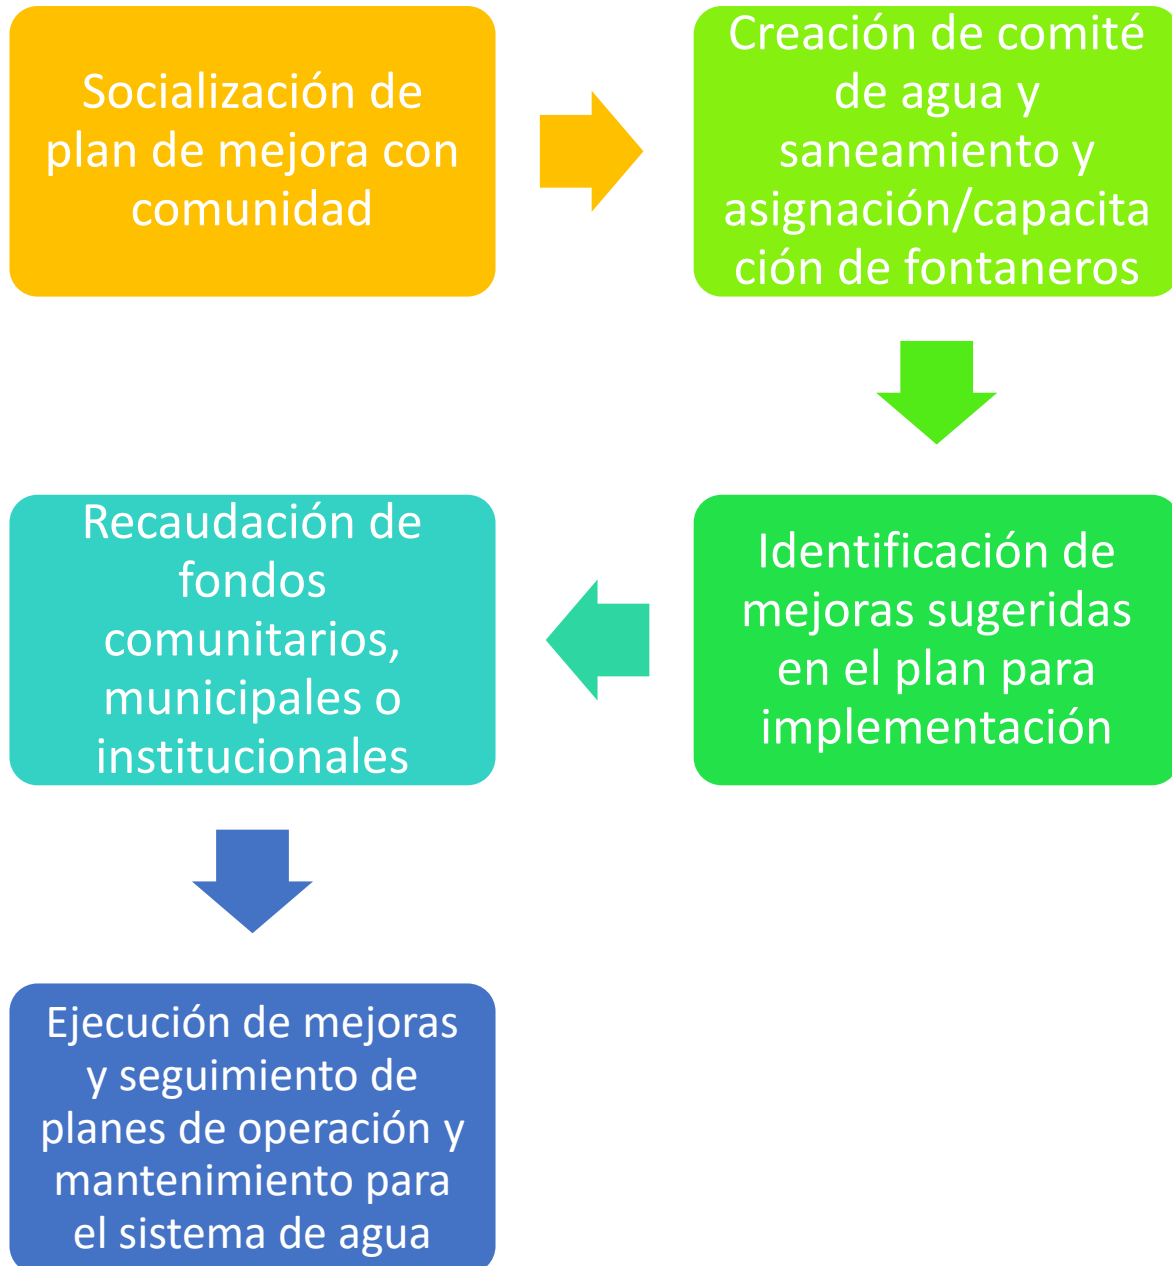 Socialización de
plan de mejora con
comunidad
Creación de comité
de agua y
saneamiento y
asignación/capacita
ción de fontaneros
Identificación de
mejoras sugeridas
en el plan para
implementación
Recaudación de
fondos
comunitarios,
municipales o
institucionales
Ejecución de mejoras
y seguimiento de
planes de operación y
mantenimiento para
el sistema de agua